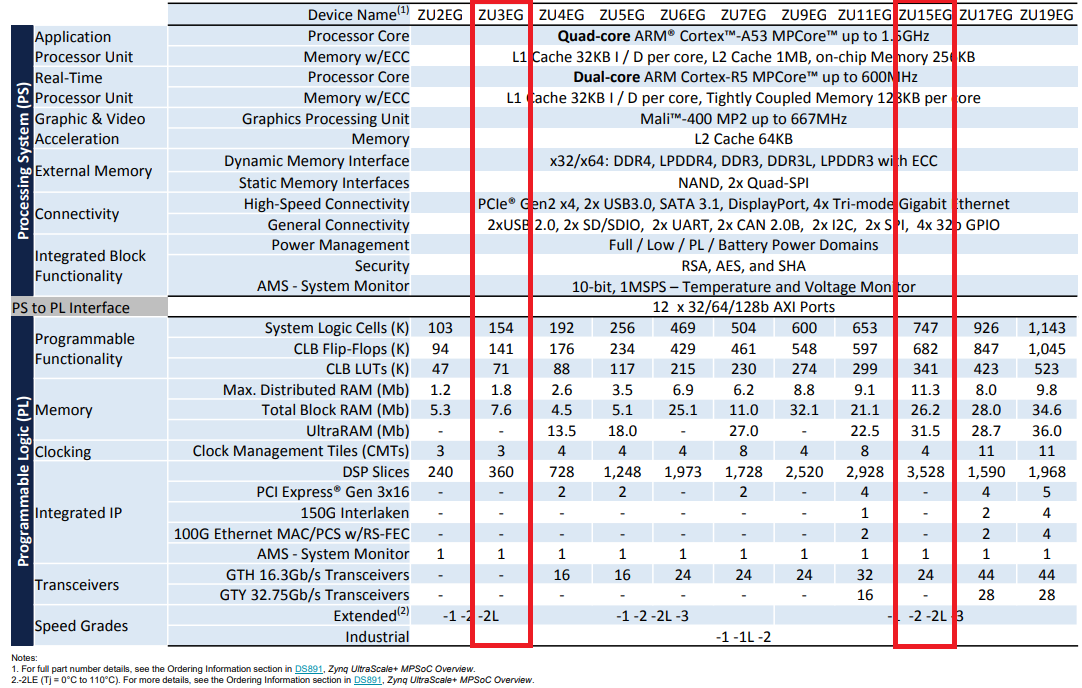 Device Name(1) ZU2EG ZU3EG ZU4EG ZU5EG ZU6EG ZU7EG ZU9EG ZU11EG ZU15EG ZU17EG ZU19EG
Processing System (PS)
Application Processor Unit
Processor Core Quad-core ARM® Cortex™-A53 MPCore™ up to 1.5GHz
Memory w/ECC L1 Cache 32KB I / D per core, L2 Cache 1MB, on-chip Memory 256KB
Real-Time Processor Unit
Processor Core Dual-core ARM Cortex-R5 MPCore™ up to 600MHz
Memory w/ECC L1 Cache 32KB I / D per core, Tightly Coupled Memory 128KB per core
Graphic & Video Acceleration
Graphics Processing Unit Mali™-400 MP2 up to 667MHz
Memory L2 Cache 64KB
External Memory
Dynamic Memory Interface x32/x64: DDR4, LPDDR4, DDR3, DDR3L, LPDDR3 with ECC
Static Memory Interfaces NAND, 2x Quad-SPI
Connectivity
High-Speed Connectivity PCIe® Gen2 x4, 2x USB3.0, SATA 3.1, DisplayPort, 4x Tri-mode Gigabit Ethernet
General Connectivity 2xUSB 2.0, 2x SD/SDIO, 2x UART, 2x CAN 2.0B, 2x I2C, 2x SPI, 4x 32b GPIO
Integrated Block Functionality
Power Management Full / Low / PL / Battery Power Domains
Security RSA, AES, and SHA
AMS - System Monitor 10-bit, 1MSPS – Temperature and Voltage Monitor
PS to PL Interface 12 x 32/64/128b AXI Ports
Programmable Logic (PL)
Programmable Functionality
System Logic Cells (K) 103 154 192 256 469 504 600 653 747 926 1,143
CLB Flip-Flops (K) 94 141 176 234 429 461 548 597 682 847 1,045
CLB LUTs (K) 47 71 88 117 215 230 274 299 341 423 523
Memory
Max. Distributed RAM (Mb) 1.2 1.8 2.6 3.5 6.9 6.2 8.8 9.1 11.3 8.0 9.8
Total Block RAM (Mb) 5.3 7.6 4.5 5.1 25.1 11.0 32.1 21.1 26.2 28.0 34.6
UltraRAM (Mb) - - 13.5 18.0 - 27.0 - 22.5 31.5 28.7 36.0
Clocking
Clock Management Tiles (CMTs) 3 3 4 4 4 8 4 8 4 11 11
Integrated IP
DSP Slices 240 360 728 1,248 1,973 1,728 2,520 2,928 3,528 1,590 1,968
PCI Express® Gen 3x16 - - 2 2 - 2 - 4 - 4 5
150G Interlaken - - - - - - - 1 - 2 4
100G Ethernet MAC/PCS w/RS-FEC - - - - - - - 2 - 2 4
AMS - System Monitor 1 1 1 1 1 1 1 1 1 1 1
Transceivers
GTH 16.3Gb/s Transceivers - - 16 16 24 24 24 32 24 44 44
GTY 32.75Gb/s Transceivers - - - - - - - 16 - 28 28
Speed Grades
Extended(2) -1 -2 -2L -1 -2 -2L -3 -1 -2 -2L -3
Industrial -1 -1L -2
Notes:
1. For full part number details, see the Ordering Information section in DS891, Zynq UltraScale+ MPSoC Overview.
2.-2LE (Tj = 0°C to 110°C). For more details, see the Ordering Information section in DS891, Zynq UltraScale+ MPSoC Overview.